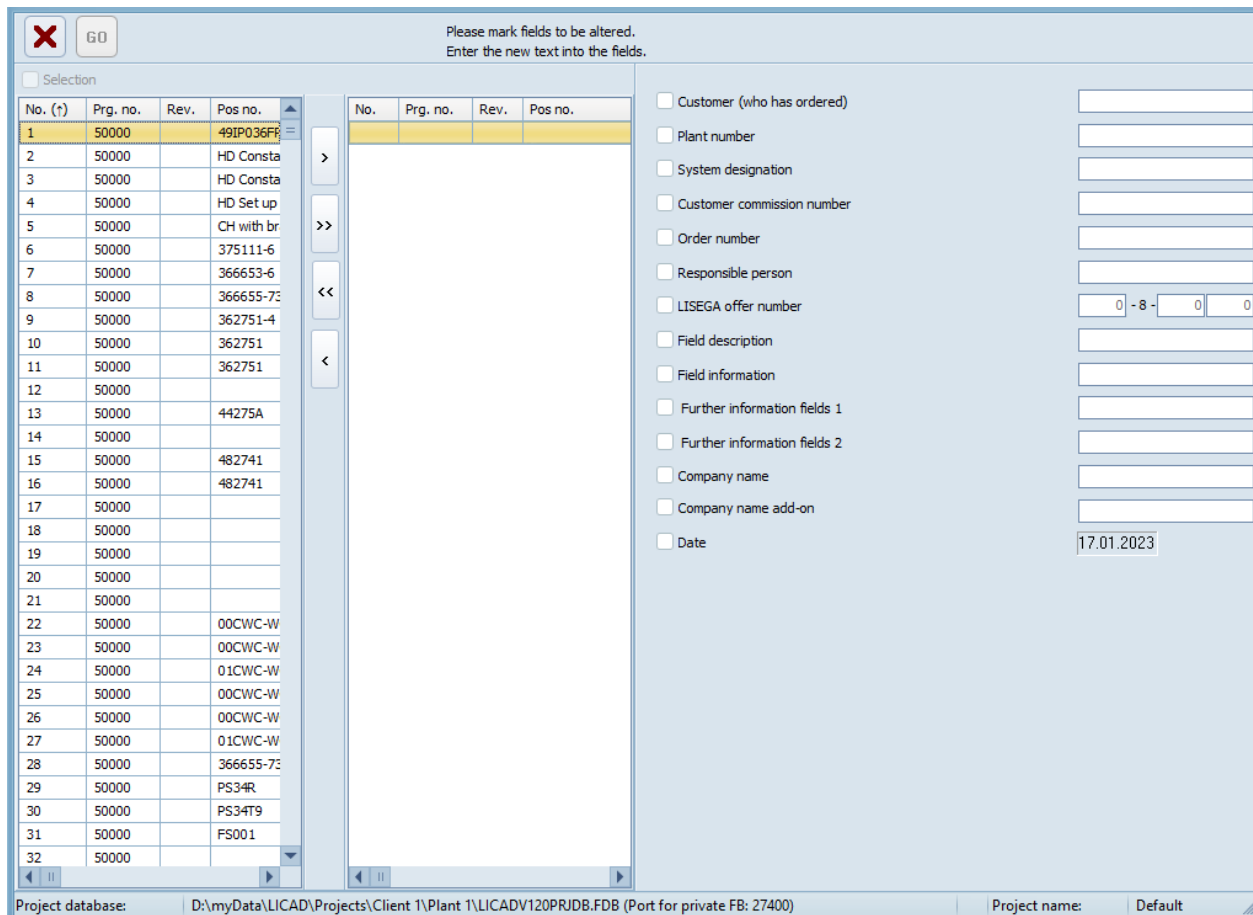 GO
Please mark fields to be altered.
Enter the new text into the fields.
Selection
No. (↑) Prg. no. Rev. Pos no.
1 50000 49IP036FF
2 50000 HD Consta
3 50000 HD Consta
4 50000 HD Set up
5 50000 CH with br
6 50000 375111-6
7 50000 366653-6
8 50000 366655-73
9 50000 362751-4
10 50000 362751
11 50000 362751
12 50000
13 50000 44275A
14 50000
15 50000 482741
16 50000 482741
17 50000
18 50000
19 50000
20 50000
21 50000
22 50000 00CWC-W
23 50000 00CWC-W
24 50000 01CWC-W
25 50000 00CWC-W
26 50000 00CWC-W
27 50000 01CWC-W
28 50000 366655-73
29 50000 PS34R
30 50000 PS34T9
31 50000 FS001
32 50000
>
>>
<<
<
No. Prg. no. Rev. Pos no.
Customer (who has ordered)
Plant number
System designation
Customer commission number
Order number
Responsible person
LISEGA offer number 0 - 8 - 0 0
Field description
Field information
Further information fields 1
Further information fields 2
Company name
Company name add-on
Date 17.01.2023
Project database: D:\myData\LICAD\Projects\Client 1\Plant 1\LICADV120PRJDB.FDB (Port for private FB: 27400) Project name: Default